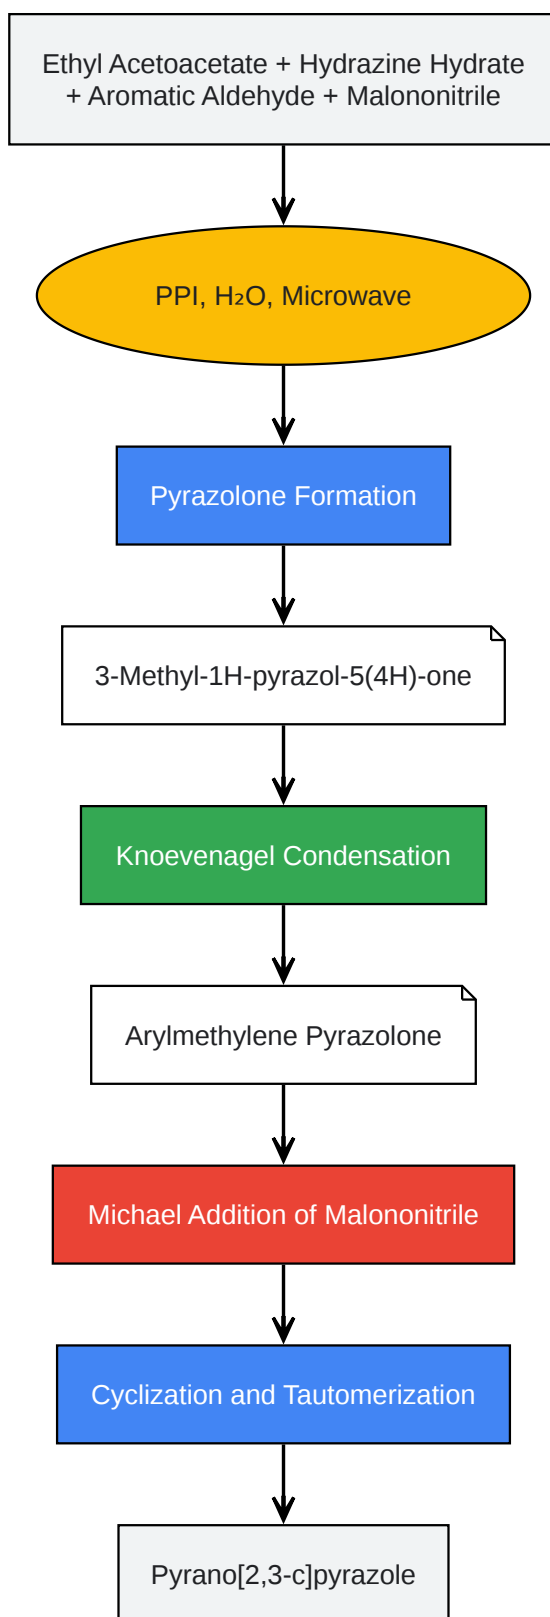 Ethyl Acetoacetate + Hydrazine Hydrate
+ Aromatic Aldehyde + Malononitrile
PPI, H₂O, Microwave
Pyrazolone Formation
3-Methyl-1H-pyrazol-5(4H)-one
Knoevenagel Condensation
Arylmethylene Pyrazolone
Michael Addition of Malononitrile
Cyclization and Tautomerization
Pyrano[2,3-c]pyrazole